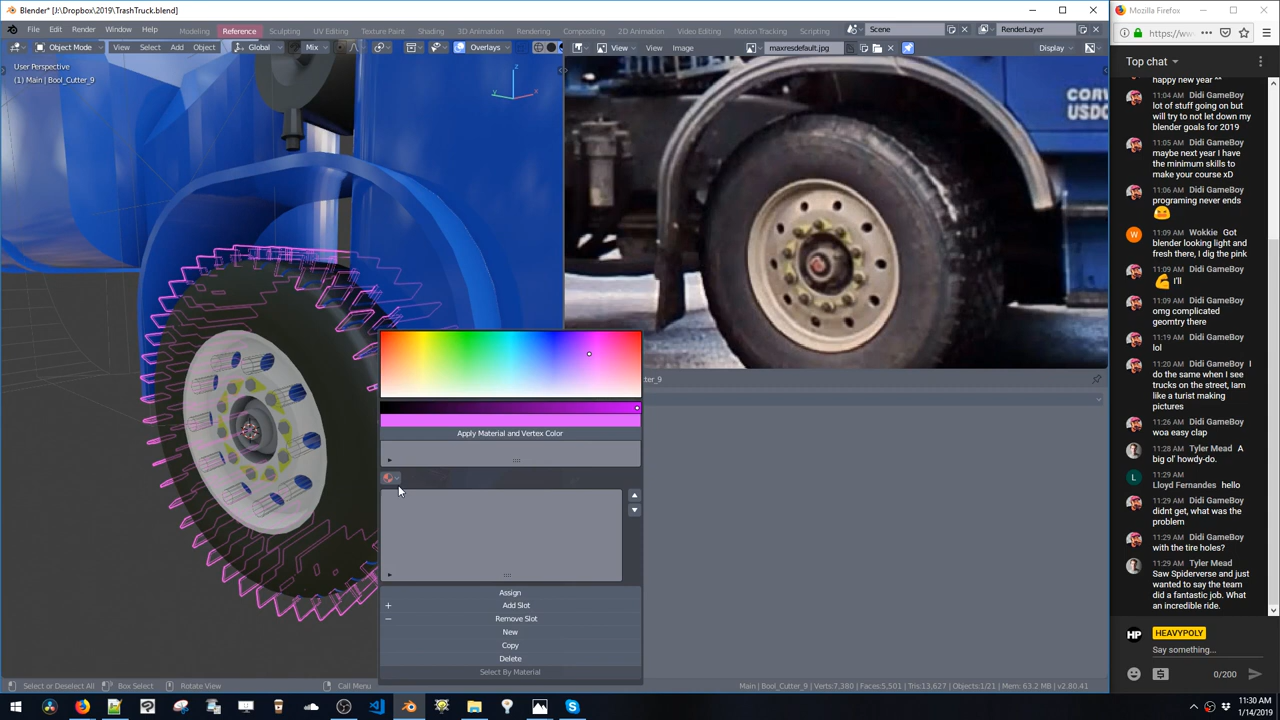 Blender* [J:\Dropbox\2019\TrashTruck.blend]
File Edit Render Window Help Modeling Reference Sculpting UV Editing Texture Paint Shading 3D Animation Rendering Compositing 2D Animation Video Editing Motion Tracking Scripting Scene RenderLayer
Object Mode View Select Add Object Global Mix Overlays View View Image maxresdefault.jpg Display
User Perspective
(1) Main | Bool_Cutter_9
CORV
USDO
tter_9
Apply Material and Vertex Color
Assign
Add Slot
Remove Slot
New
Copy
Delete
Select By Material
Select or Deselect All Box Select Rotate View Call Menu Main | Bool_Cutter_9 | Verts:7,380 | Faces:5,501 | Tris:13,627 | Objects:1/21 | Mem: 63.2 MB | v2.80.41
Mozilla Firefox
https://ww
Top chat
happy new year ^^
11:04 AM Didi GameBoy
lot of stuff going on but
will try to not let down my
blender goals for 2019
11:05 AM Didi GameBoy
maybe next year I have
the minimum skills to
make your course xD
11:06 AM Didi GameBoy
programing never ends
11:09 AM Wokkie Got
blender looking light and
fresh there, I dig the pink
11:09 AM Didi GameBoy
I'll
11:09 AM Didi GameBoy
omg complicated
geomtry there
11:19 AM Didi GameBoy
lol
11:20 AM Didi GameBoy I
do the same when I see
trucks on the street, Iam
like a turist making
pictures
11:26 AM Didi GameBoy
woa easy clap
11:28 AM Tyler Mead A
big ol' howdy-do.
11:29 AM
Lloyd Fernandes hello
11:29 AM Didi GameBoy
didnt get, what was the
problem
11:29 AM Didi GameBoy
with the tire holes?
11:29 AM Tyler Mead
Saw Spiderverse and just
wanted to say the team
did a fantastic job. What
an incredible ride.
HP HEAVYPOLY
Say something...
0/200
11:30 AM
1/14/2019